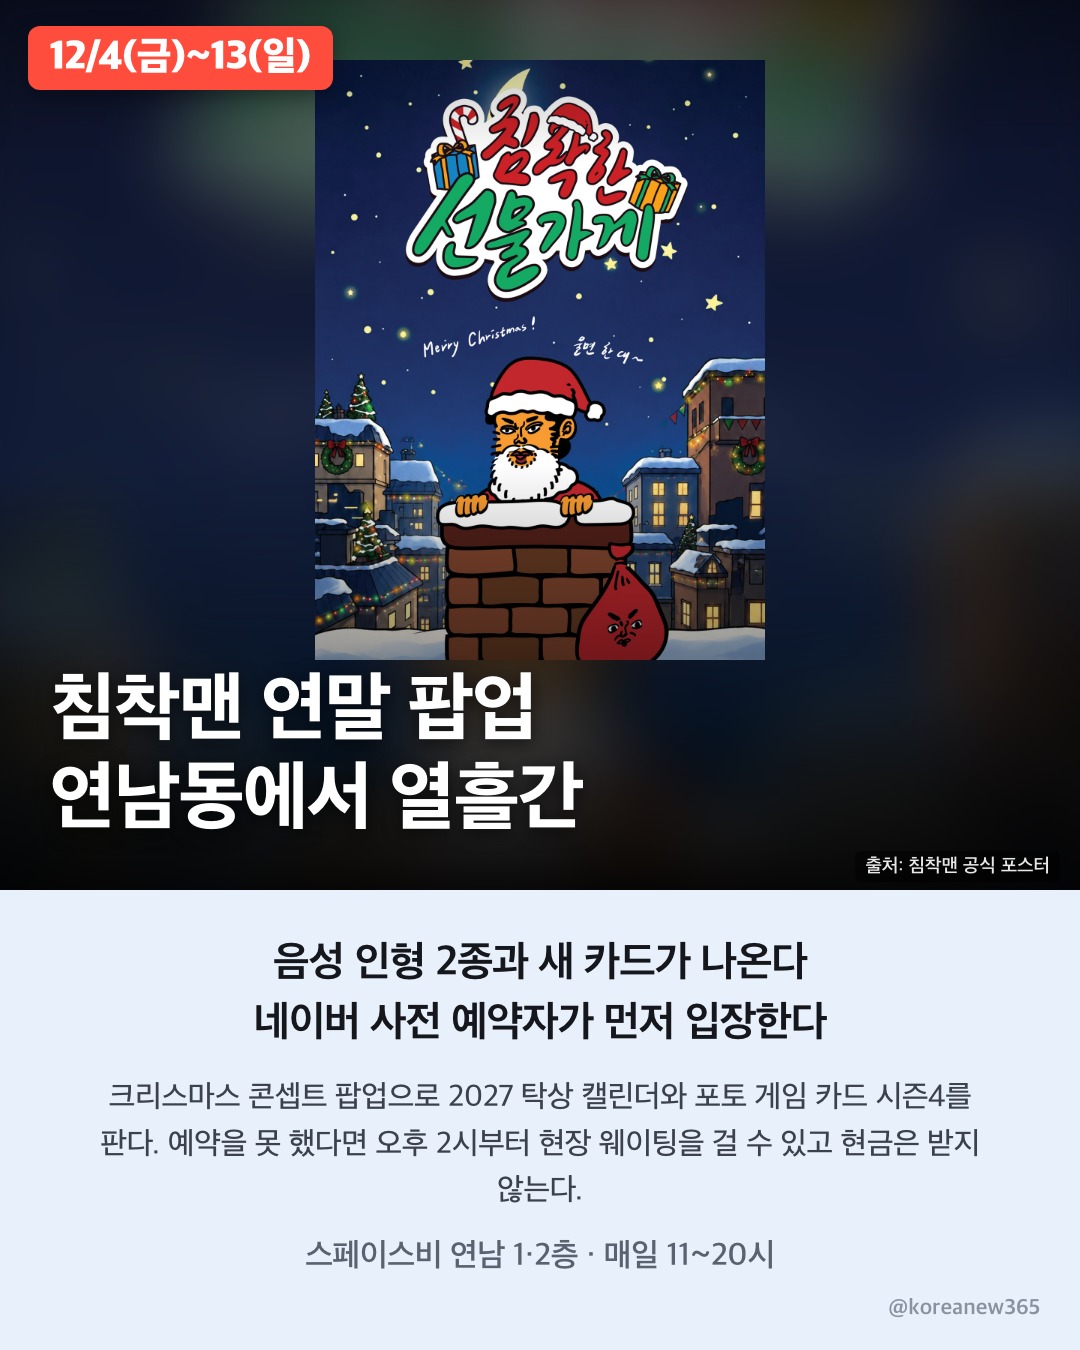 12/4(금)~13(일)
침착한
선물가게
Merry Christmas!
울면 한 대~
침착맨 연말 팝업
연남동에서 열흘간
출처: 침착맨 공식 포스터
음성 인형 2종과 새 카드가 나온다
네이버 사전 예약자가 먼저 입장한다
크리스마스 콘셉트 팝업으로 2027 탁상 캘린더와 포토 게임 카드 시즌4를
판다. 예약을 못 했다면 오후 2시부터 현장 웨이팅을 걸 수 있고 현금은 받지
않는다.
스페이스비 연남 1·2층 · 매일 11~20시
@koreanew365